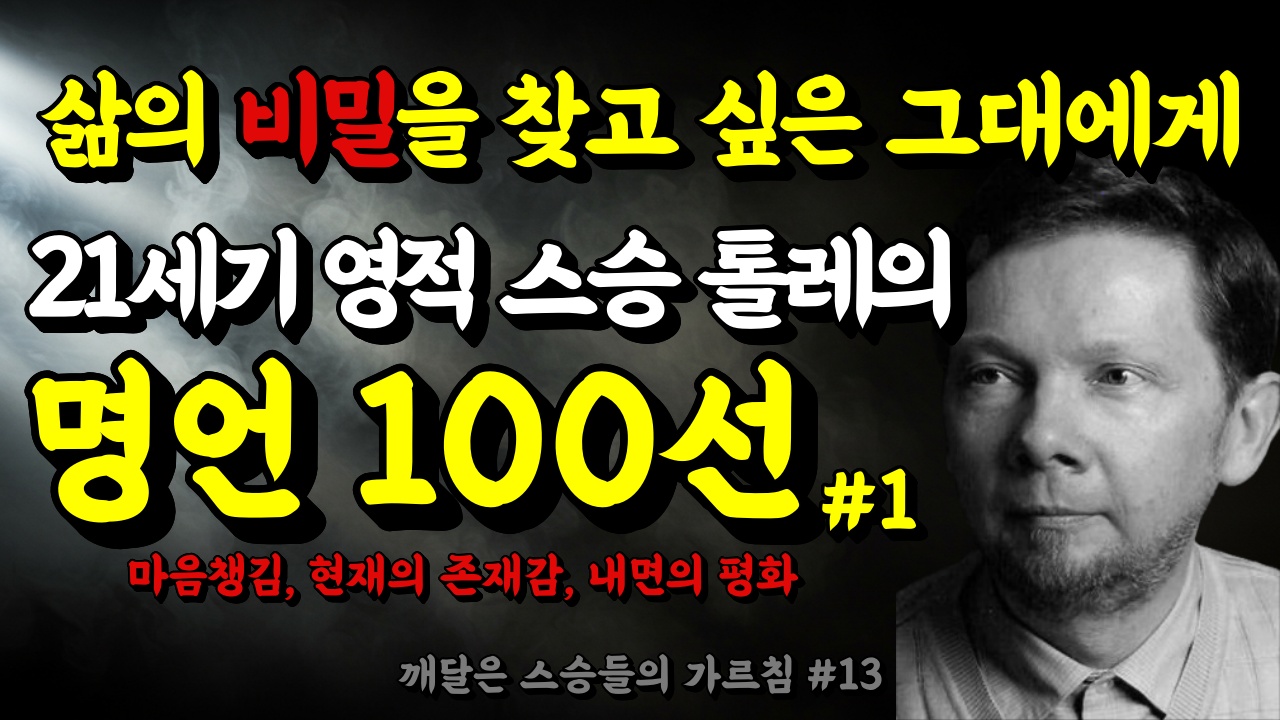 삶의 비밀을 찾고 싶은 그대에게
21세기 영적 스승 톨레의
명언 100선 #1
마음챙김, 현재의 존재감, 내면의 평화
깨달은 스승들의 가르침 #13